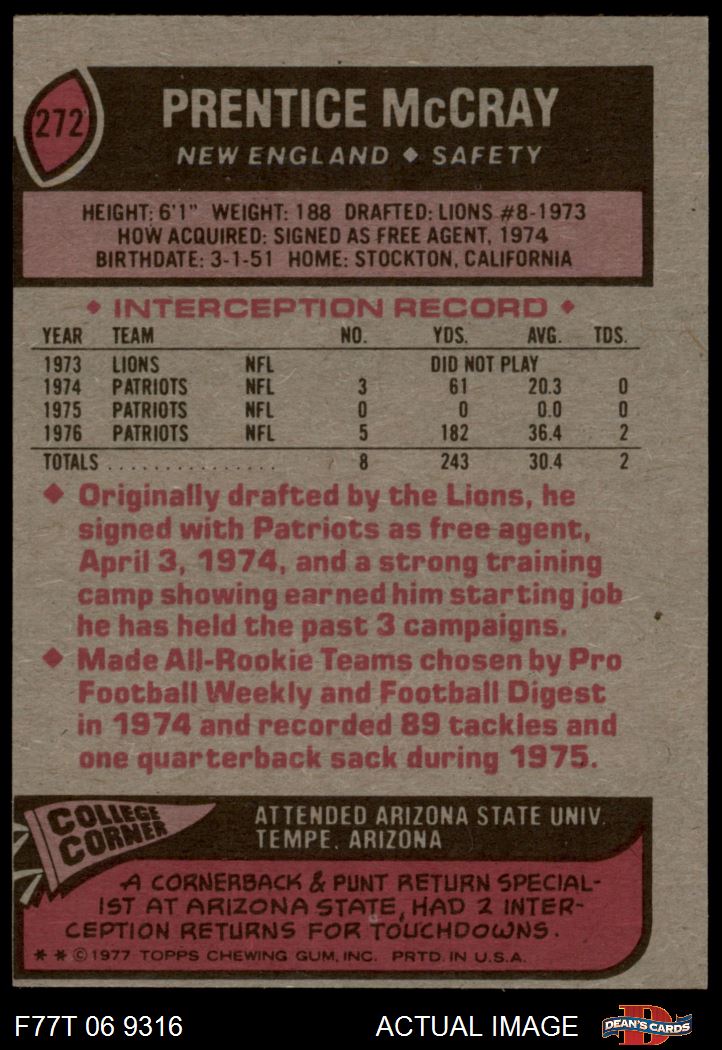 272
PRENTICE McCRAY
NEW ENGLAND ◆ SAFETY
HEIGHT: 6'1" WEIGHT: 188 DRAFTED: LIONS #8-1973
HOW ACQUIRED: SIGNED AS FREE AGENT, 1974
BIRTHDATE: 3-1-51 HOME: STOCKTON, CALIFORNIA
◆ INTERCEPTION RECORD ◆
YEAR TEAM NO. YDS. AVG. TDS.
1973 LIONS NFL DID NOT PLAY
1974 PATRIOTS NFL 3 61 20.3 0
1975 PATRIOTS NFL 0 0 0.0 0
1976 PATRIOTS NFL 5 182 36.4 2
TOTALS . . . . . . . . . . . . . . . . 8 243 30.4 2
◆ Originally drafted by the Lions, he
signed with Patriots as free agent,
April 3, 1974, and a strong training
camp showing earned him starting job
he has held the past 3 campaigns.
◆ Made All-Rookie Teams chosen by Pro
Football Weekly and Football Digest
in 1974 and recorded 89 tackles and
one quarterback sack during 1975.
COLLEGE
CORNER
ATTENDED ARIZONA STATE UNIV.
TEMPE, ARIZONA
A CORNERBACK & PUNT RETURN SPECIAL-
IST AT ARIZONA STATE, HAD 2 INTER-
CEPTION RETURNS FOR TOUCHDOWNS.
* * © 1977 TOPPS CHEWING GUM, INC. PRTD. IN U.S.A.
F77T 06 9316 ACTUAL IMAGE
D
DEAN'S CARDS